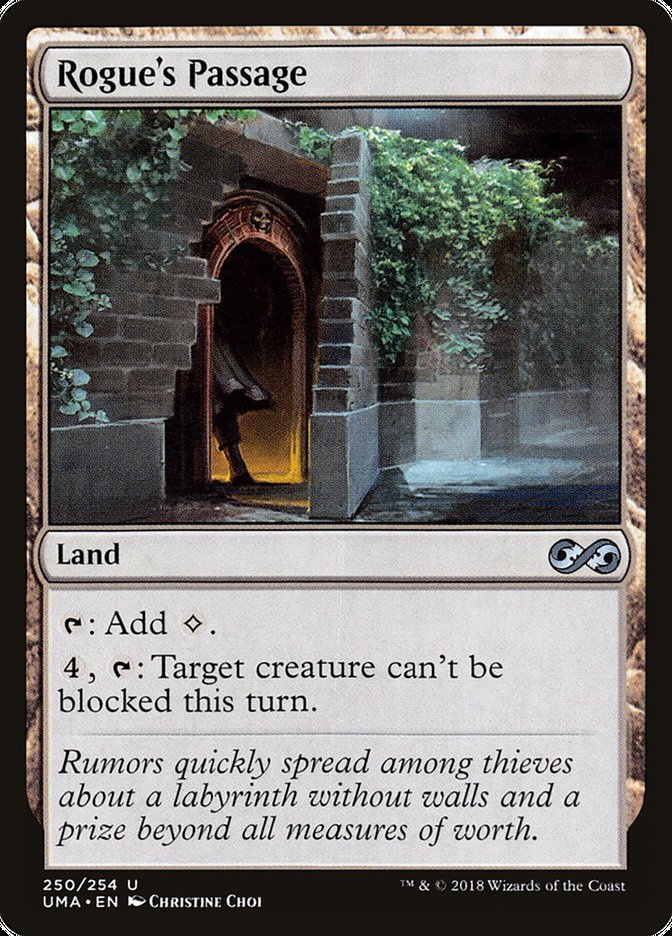 Rogue's Passage
Land
: Add .
4, : Target creature can't be
blocked this turn.
Rumors quickly spread among thieves
about a labyrinth without walls and a
prize beyond all measures of worth.
250/254 U
™ & © 2018 Wizards of the Coast
UMA • EN Christine Choi